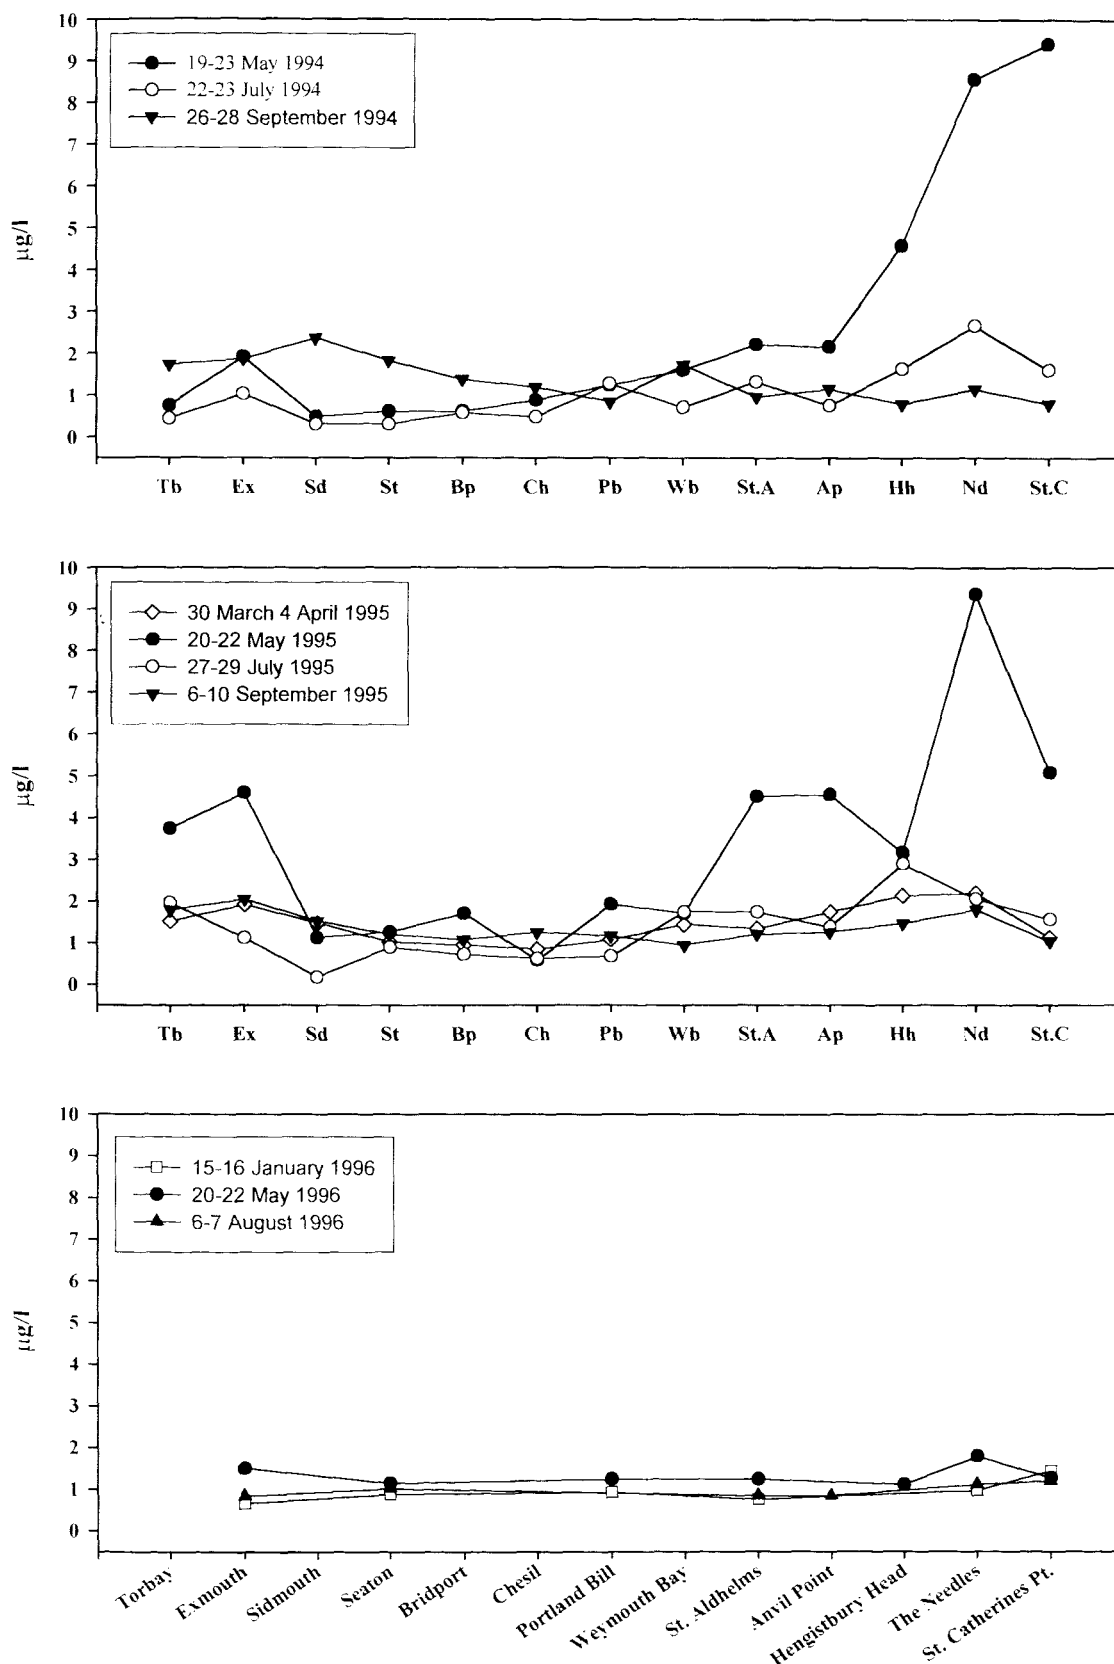 10
19-23 May 1994
22-23 July 1994
26-28 September 1994
9
8
7
6
5
4
3
2
1
0
µg/l
Tb Ex Sd St Bp Ch Pb Wb St.A Ap Hh Nd St.C
10
30 March 4 April 1995
20-22 May 1995
27-29 July 1995
6-10 September 1995
9
8
7
6
5
4
3
2
1
0
µg/l
Tb Ex Sd St Bp Ch Pb Wb St.A Ap Hh Nd St.C
10
15-16 January 1996
20-22 May 1996
6-7 August 1996
9
8
7
6
5
4
3
2
1
0
µg/l
Torbay
Exmouth
Sidmouth
Seaton
Bridport
Chesil
Portland Bill
Weymouth Bay
St. Aldhelms
Anvil Point
Hengistbury Head
The Needles
St. Catherines Pt.